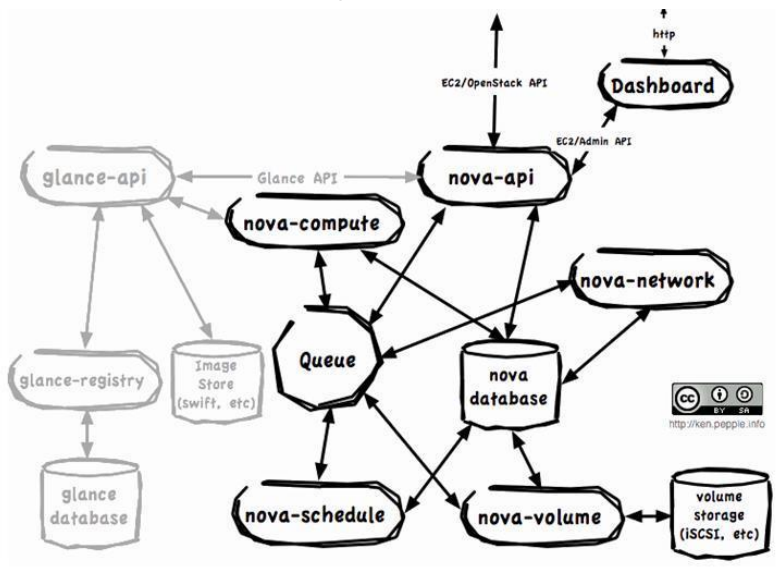 http
EC2/OpenStack API
Dashboard
EC2/Admin API
glance-api
Glance API
nova-api
nova-compute
nova-network
Queue
glance-registry
Image
Store
(swift, etc)
nova
database
cc
BY SA
http://ken.pepple.info
glance
database
nova-schedule
nova-volume
volume
storage
(iSCSI, etc)